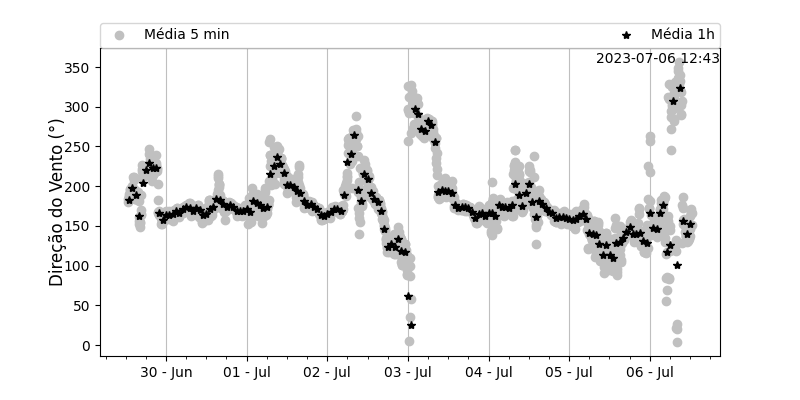 Média 5 min
Média 1h
2023-07-06 12:43
Direção do Vento (°)
350
300
250
200
150
100
50
0
30 - Jun
01 - Jul
02 - Jul
03 - Jul
04 - Jul
05 - Jul
06 - Jul